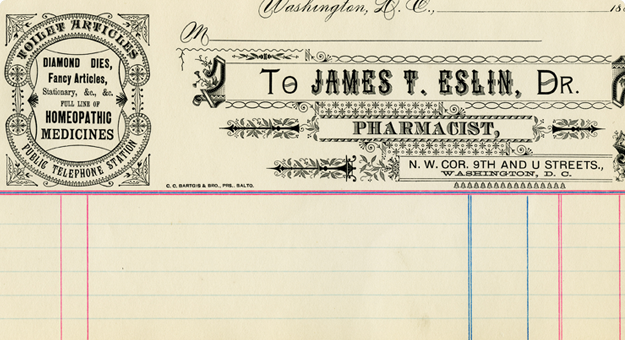 Washington, D. C., 188
M
TOILET ARTICLES
DIAMOND DIES,
Fancy Articles,
Stationary, &c., &c.
FULL LINE OF
HOMEOPATHIC
MEDICINES
PUBLIC TELEPHONE STATION
To JAMES T. ESLIN, Dr.
PHARMACIST,
N. W. COR. 9TH AND U STREETS.,
WASHINGTON, D. C.
C. C. BARTGIS & BRO., PRS., BALTO.